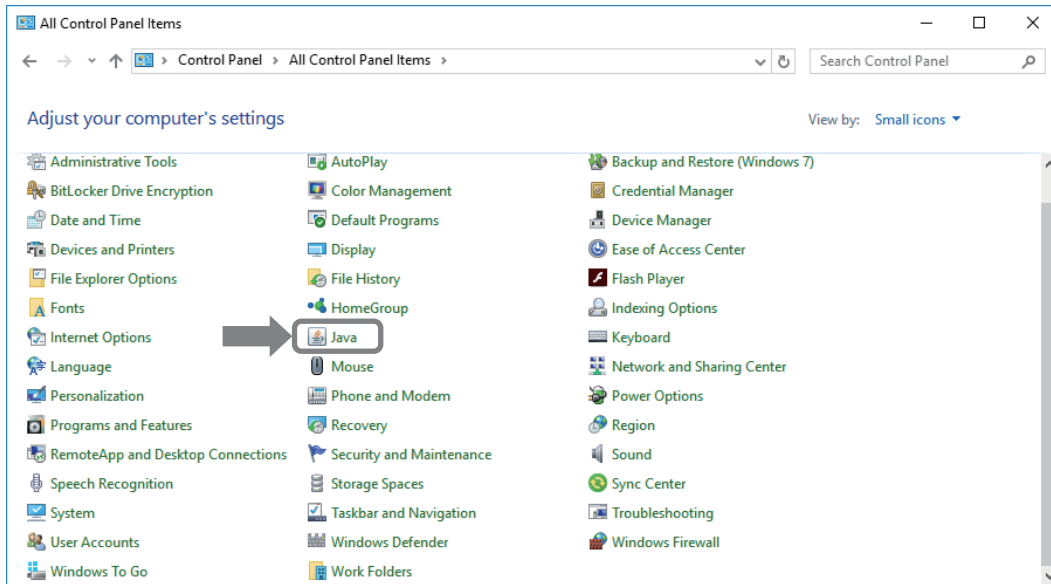 All Control Panel Items
Control Panel > All Control Panel Items >
Search Control Panel
Adjust your computer's settings
View by: Small icons
Administrative Tools AutoPlay Backup and Restore (Windows 7)
BitLocker Drive Encryption Color Management Credential Manager
Date and Time Default Programs Device Manager
Devices and Printers Display Ease of Access Center
File Explorer Options File History Flash Player
Fonts HomeGroup Indexing Options
Internet Options Java Keyboard
Language Mouse Network and Sharing Center
Personalization Phone and Modem Power Options
Programs and Features Recovery Region
RemoteApp and Desktop Connections Security and Maintenance Sound
Speech Recognition Storage Spaces Sync Center
System Taskbar and Navigation Troubleshooting
User Accounts Windows Defender Windows Firewall
Windows To Go Work Folders